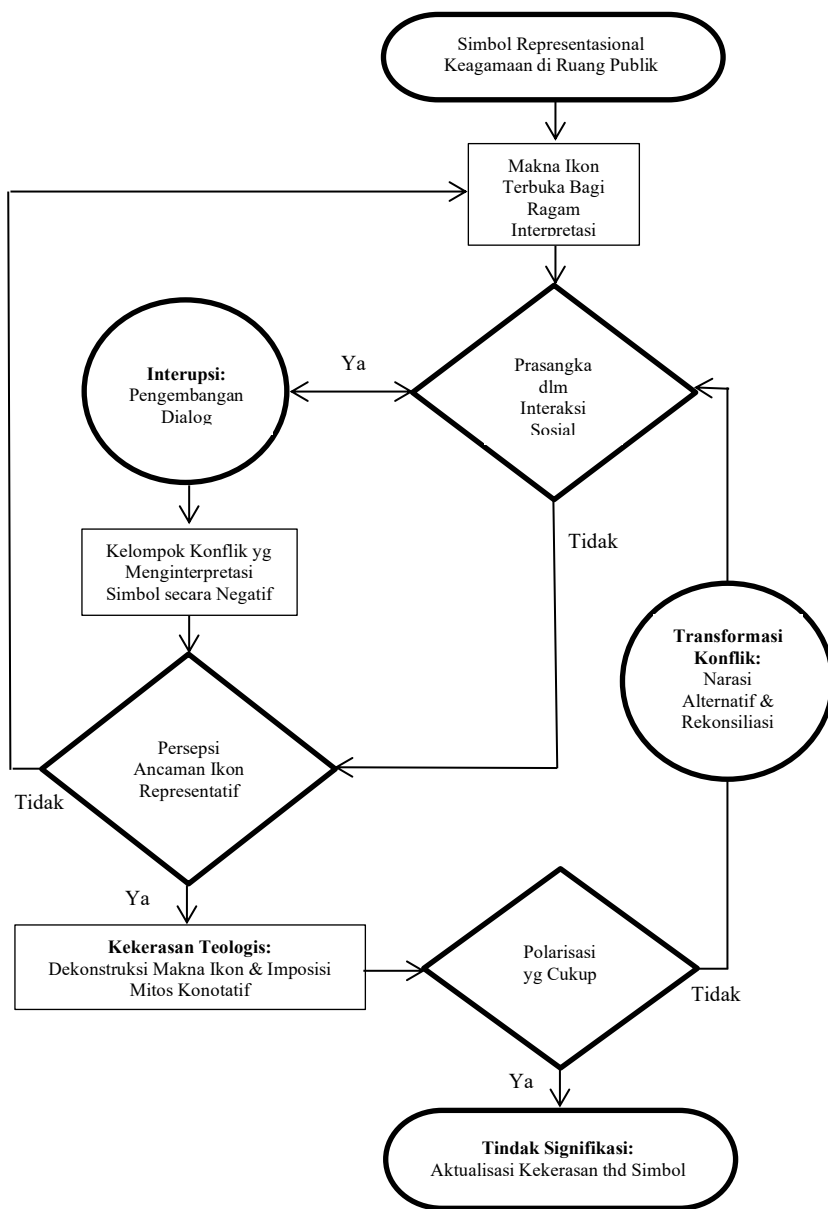 Simbol Representasional
Keagamaan di Ruang Publik
Makna Ikon
Terbuka Bagi
Ragam
Interpretasi
Ya
Interupsi:
Pengembangan
Dialog
Prasangka
dlm
Interaksi
Sosial
Tidak
Kelompok Konflik yg
Menginterpretasi
Simbol secara Negatif
Transformasi
Konflik:
Narasi
Alternatif &
Rekonsiliasi
Persepsi
Ancaman Ikon
Representatif
Tidak
Ya
Kekerasan Teologis:
Dekonstruksi Makna Ikon & Imposisi
Mitos Konotatif
Polarisasi
yg Cukup
Tidak
Ya
Tindak Signifikasi:
Aktualisasi Kekerasan thd Simbol